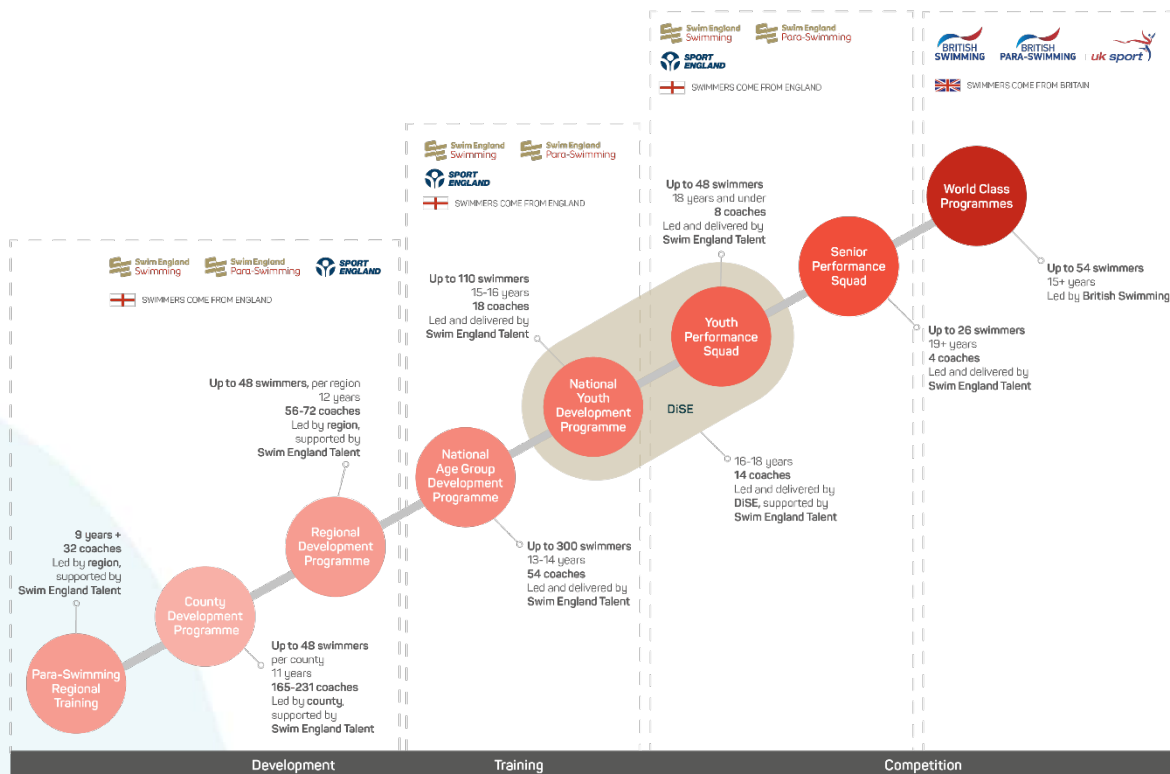 Swim England
Swimming
Swim England
Para-Swimming
SPORT
ENGLAND
SWIMMERS COME FROM ENGLAND
9 years +
32 coaches
Led by region,
supported by
Swim England Talent
Para-Swimming
Regional
Training
County
Development
Programme
Up to 48 swimmers
per county
11 years
165-231 coaches
Led by county,
supported by
Swim England Talent
Up to 48 swimmers, per region
12 years
56-72 coaches
Led by region,
supported by
Swim England Talent
Regional
Development
Programme
Development
Swim England
Swimming
Swim England
Para-Swimming
SPORT
ENGLAND
SWIMMERS COME FROM ENGLAND
National
Age Group
Development
Programme
Up to 300 swimmers
13-14 years
54 coaches
Led and delivered by
Swim England Talent
Up to 110 swimmers
15-16 years
18 coaches
Led and delivered by
Swim England Talent
National
Youth
Development
Programme
Training
Swim England
Swimming
Swim England
Para-Swimming
SPORT
ENGLAND
SWIMMERS COME FROM ENGLAND
Up to 48 swimmers
18 years and under
8 coaches
Led and delivered by
Swim England Talent
Youth
Performance
Squad
DiSE
16-18 years
14 coaches
Led and delivered by
DiSE, supported by
Swim England Talent
Senior
Performance
Squad
Up to 26 swimmers
19+ years
4 coaches
Led and delivered by
Swim England Talent
BRITISH
SWIMMING
BRITISH
PARA-SWIMMING
uk sport
SWIMMERS COME FROM BRITAIN
World Class
Programmes
Up to 54 swimmers
15+ years
Led by British Swimming
Competition